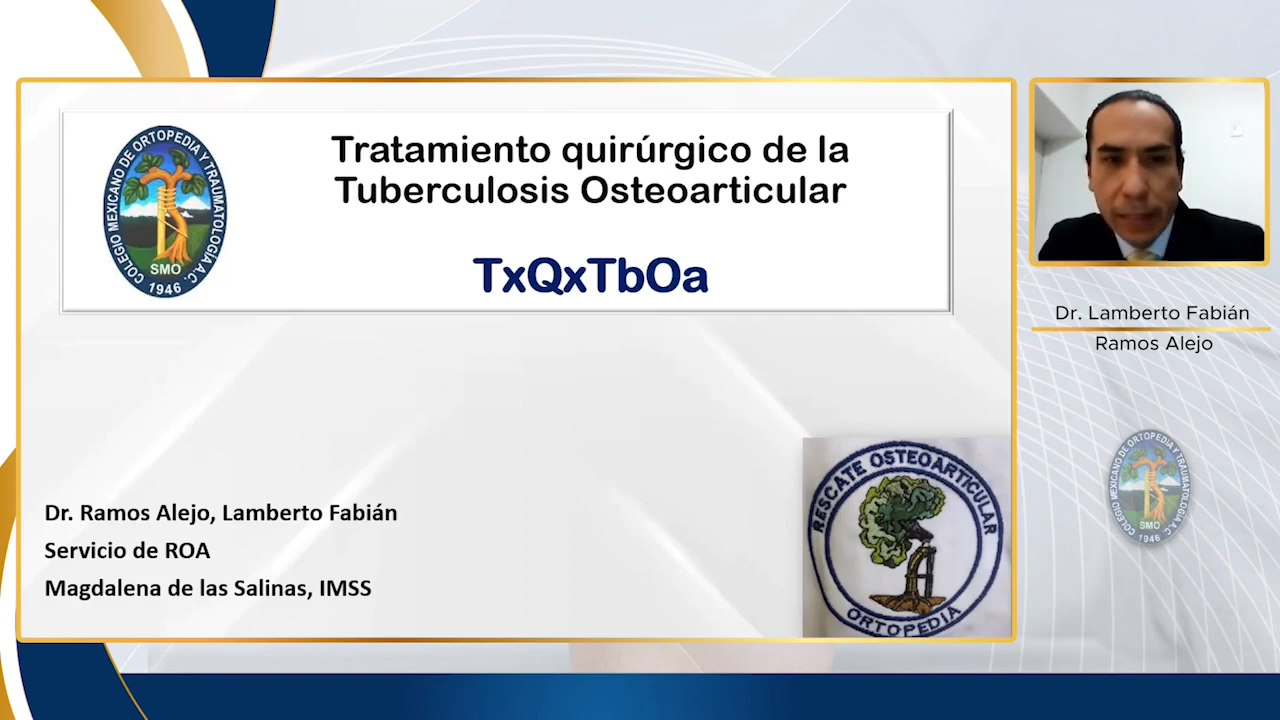 COLEGIO MEXICANO DE ORTOPEDIA Y TRAUMATOLOGÍA A.C.
SMO
1946
Tratamiento quirúrgico de la
Tuberculosis Osteoarticular
TxQxTbOa
Dr. Ramos Alejo, Lamberto Fabián
Servicio de ROA
Magdalena de las Salinas, IMSS
RESCATE OSTEOARTICULAR
ORTOPEDIA
Dr. Lamberto Fabián
Ramos Alejo
COLEGIO MEXICANO DE ORTOPEDIA Y TRAUMATOLOGÍA A.C.
SMO
1946